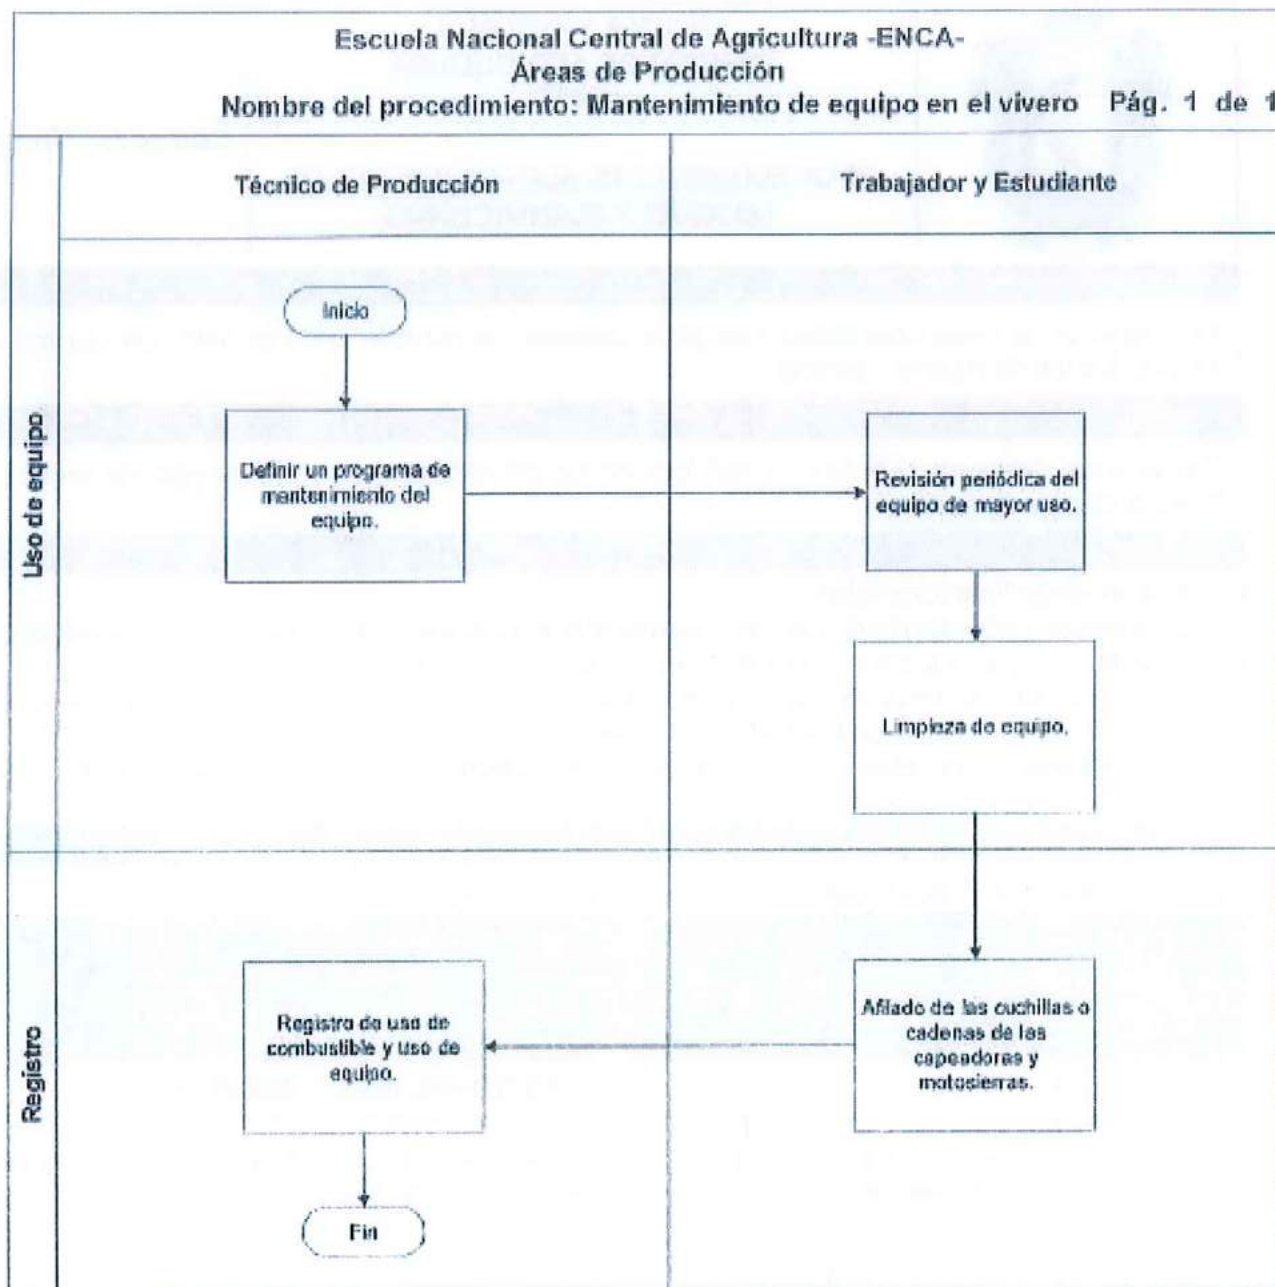 Escuela Nacional Central de Agricultura -ENCA-
Áreas de Producción
Nombre del procedimiento: Mantenimiento de equipo en el vivero Pág. 1 de 1
Técnico de Producción
Trabajador y Estudiante
Uso de equipo
Inicio
Definir un programa de
mantenimiento del
equipo.
Revisión periódica del
equipo de mayor uso.
Limpieza de equipo.
Registro
Registro de uso de
combustible y uso de
equipo.
Afilado de las cuchillas o
cadenas de las
capeadoras y
motosierras.
Fin